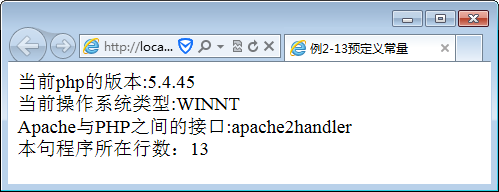 http://loca...
例2-13预定义常量
当前php的版本:5.4.45
当前操作系统类型:WINNT
Apache与PHP之间的接口:apache2handler
本句程序所在行数：13